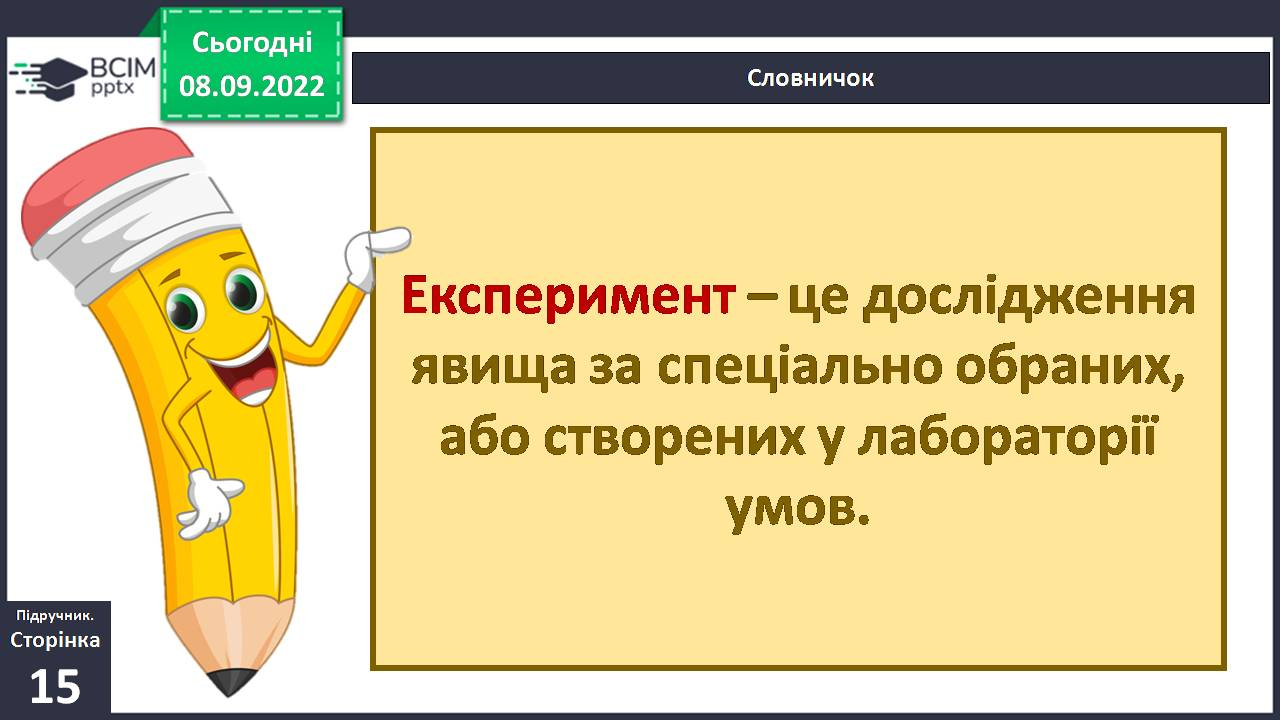 Сьогодні
08.09.2022
ВСІМ
pptx
Словничок
Експеримент – це дослідження
явища за спеціально обраних,
або створених у лабораторії
умов.
Підручник.
Сторінка
15